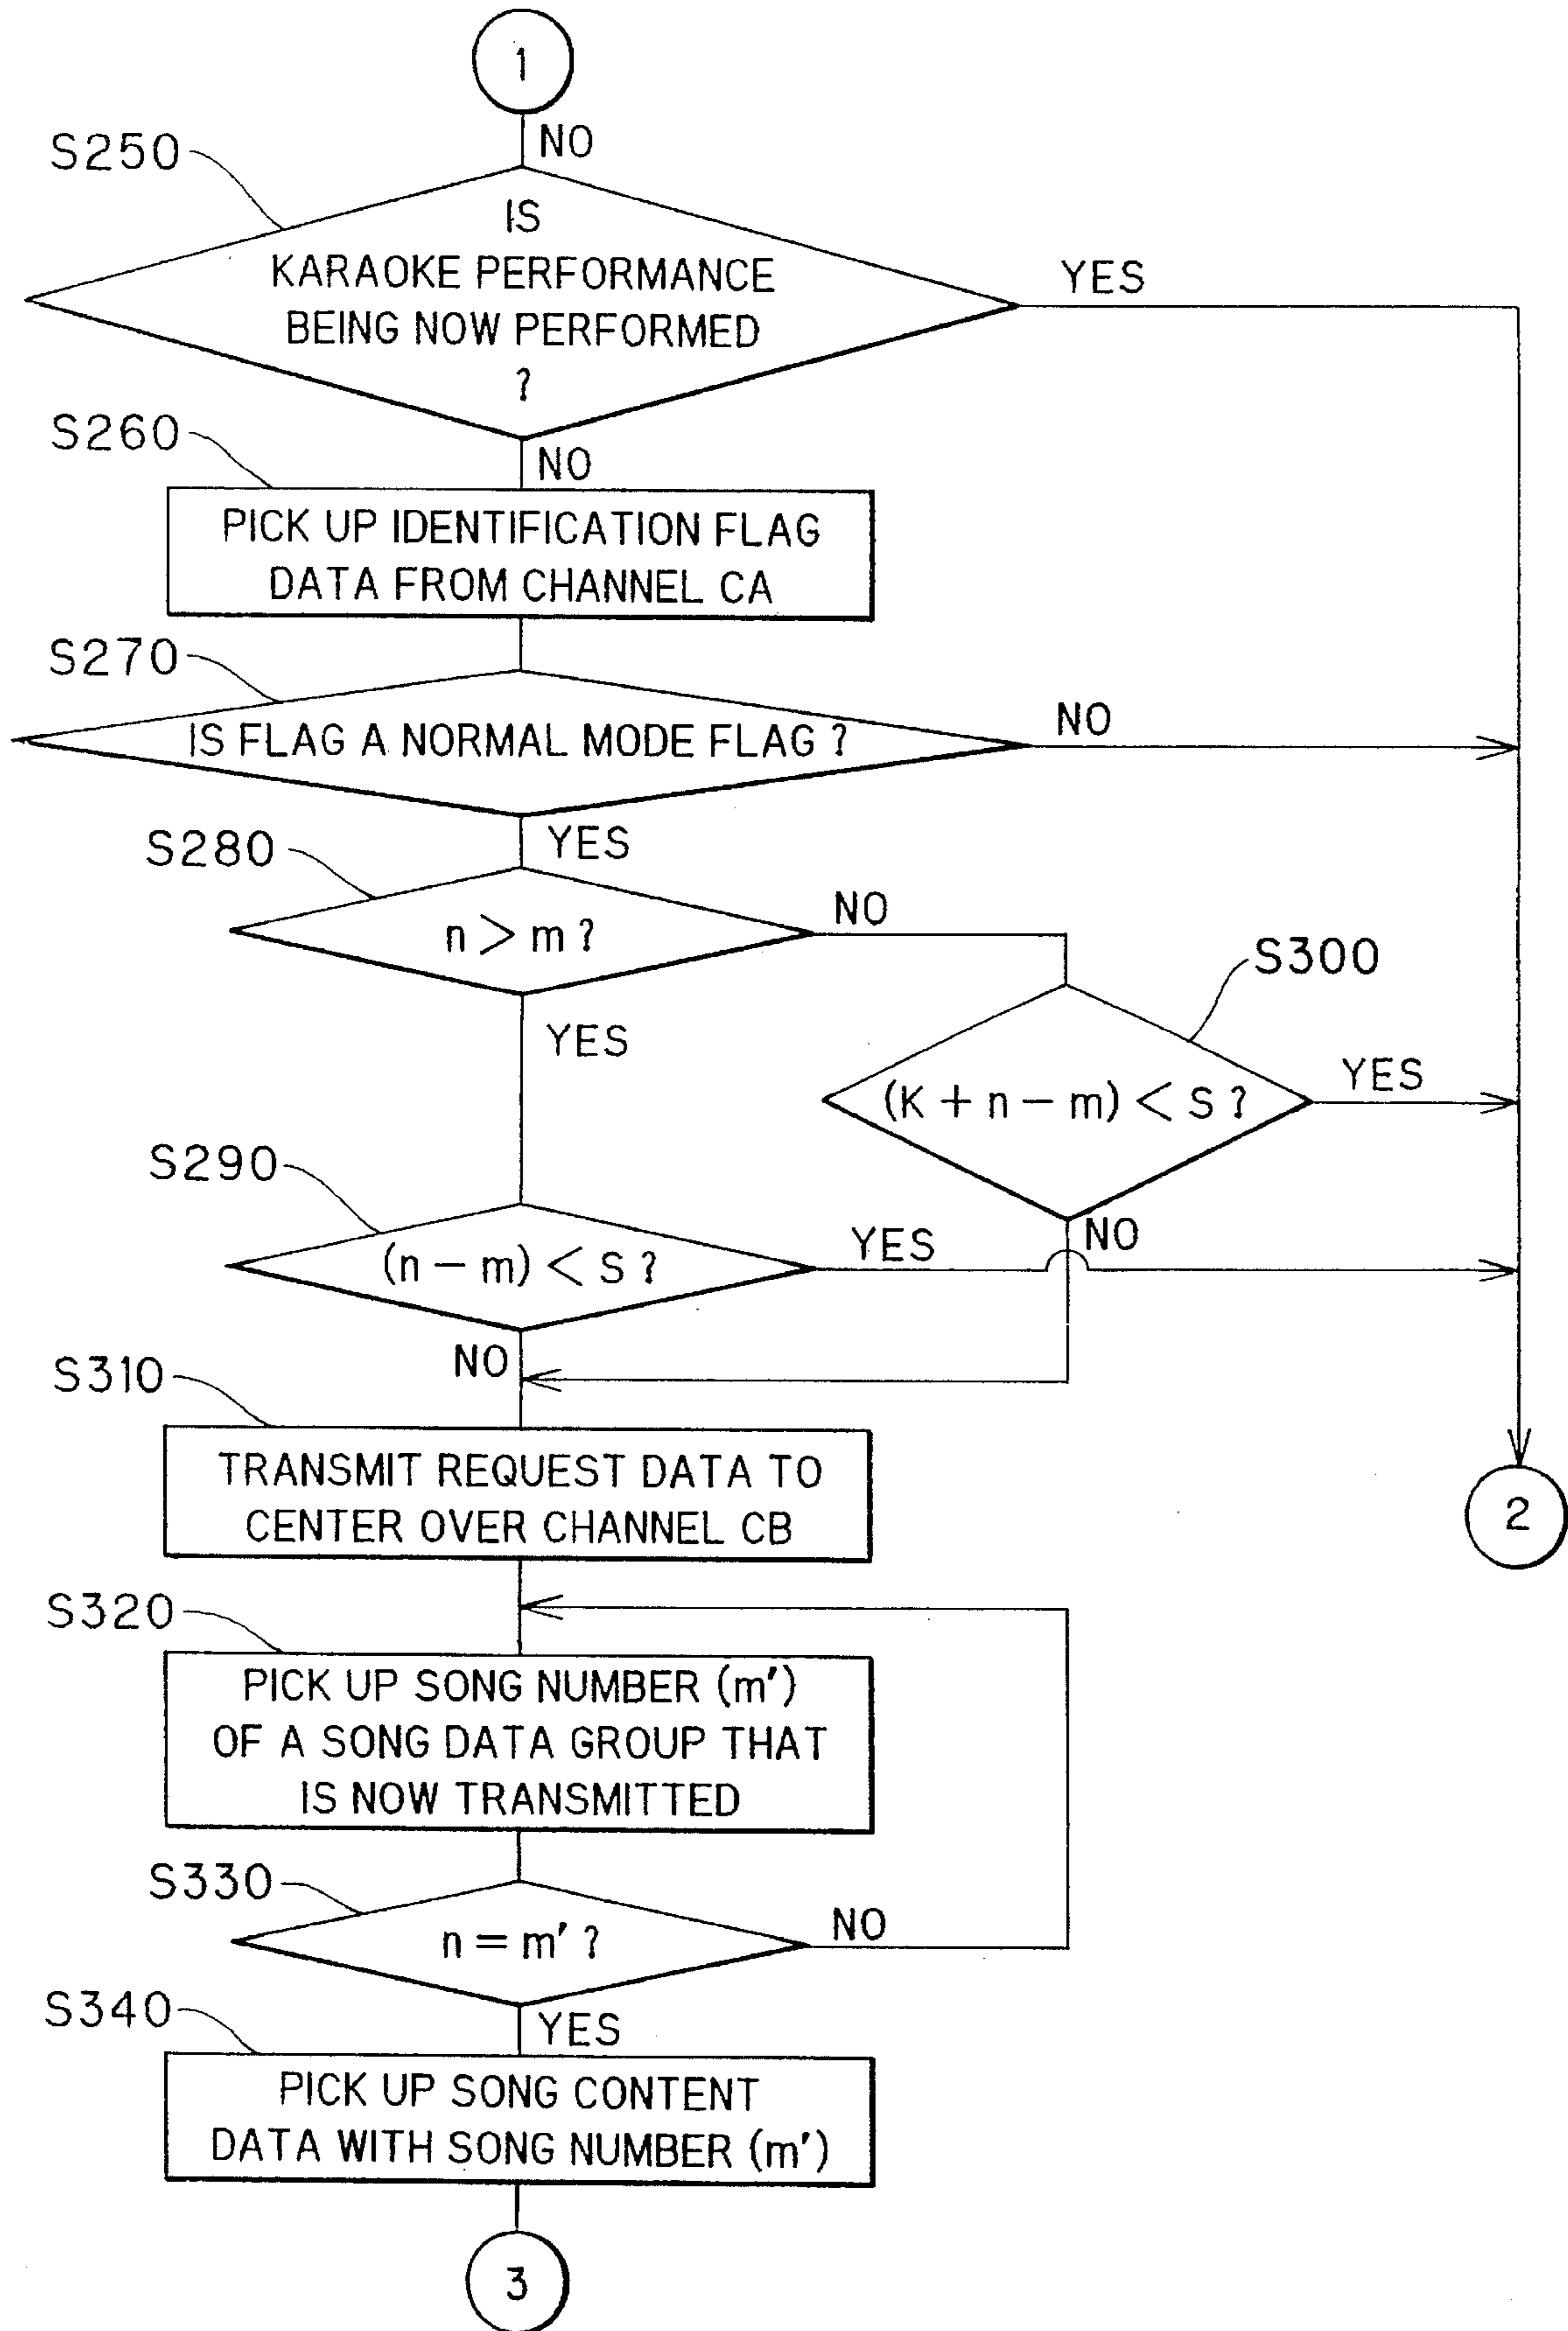 1
NO
S250
IS
KARAOKE PERFORMANCE
BEING NOW PERFORMED
?
YES
S260
NO
PICK UP IDENTIFICATION FLAG
DATA FROM CHANNEL CA
S270
IS FLAG A NORMAL MODE FLAG ?
NO
YES
S280
n > m ?
NO
YES
S300
(K + n − m) < S ?
YES
NO
S290
(n − m) < S ?
YES
NO
S310
TRANSMIT REQUEST DATA TO
CENTER OVER CHANNEL CB
2
S320
PICK UP SONG NUMBER (m′)
OF A SONG DATA GROUP THAT
IS NOW TRANSMITTED
S330
n = m′ ?
NO
YES
S340
PICK UP SONG CONTENT
DATA WITH SONG NUMBER (m′)
3